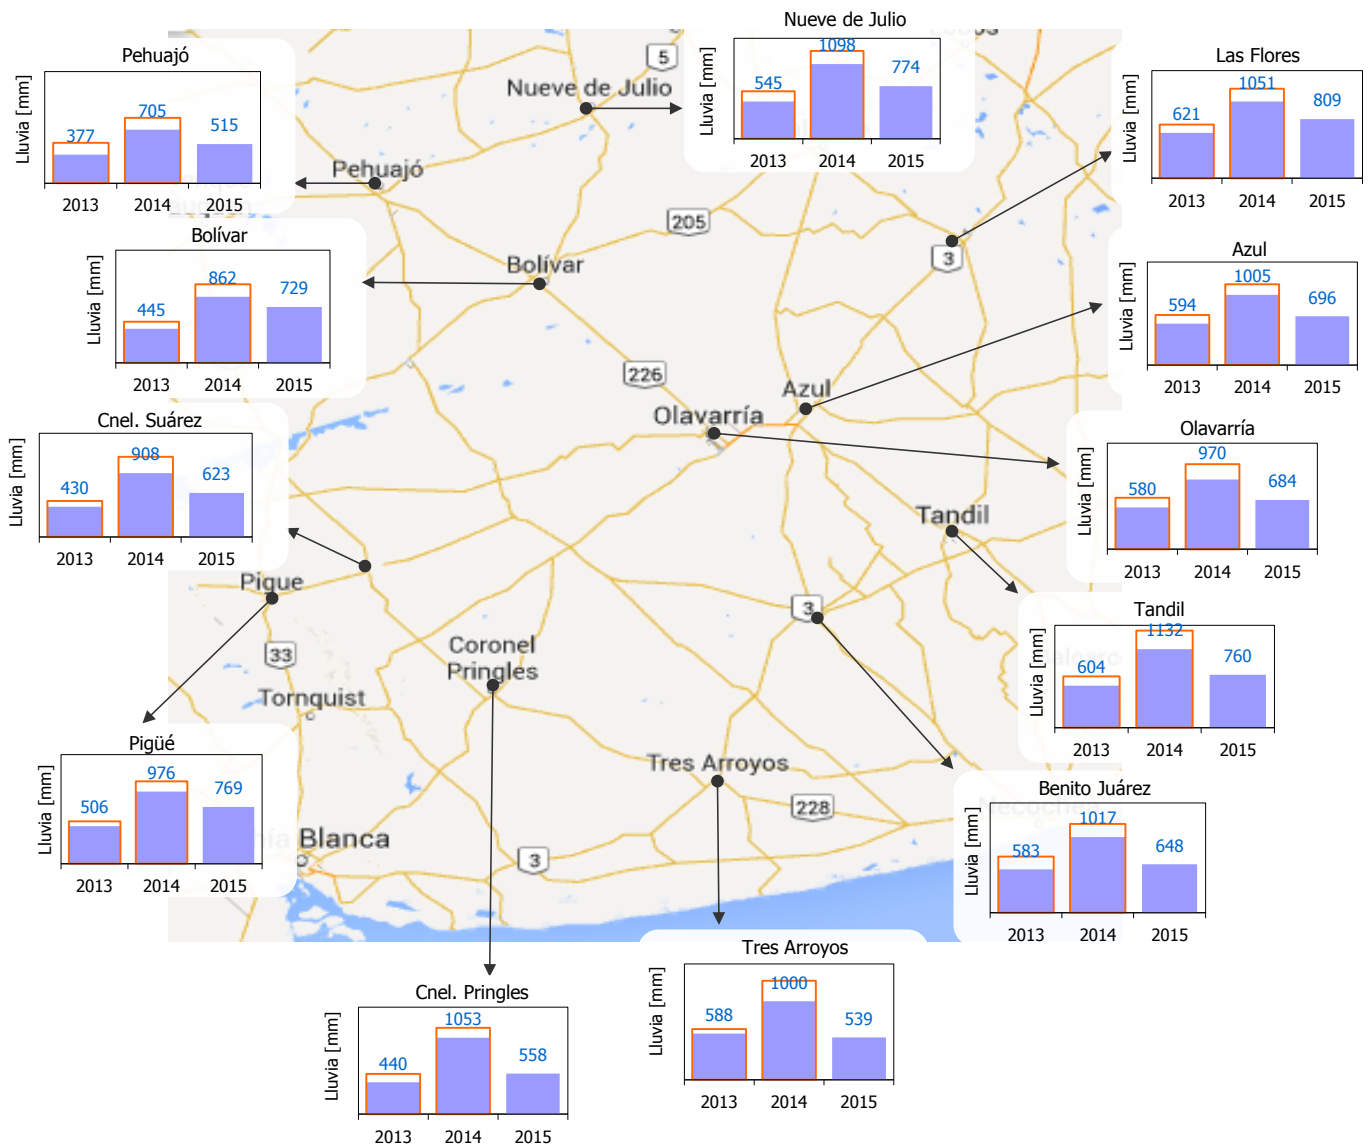 Nueve de Julio
Lluvia [mm]
545
1098
774
2013
2014
2015
Pehuajó
Lluvia [mm]
377
705
515
2013
2014
2015
Las Flores
Lluvia [mm]
621
1051
809
2013
2014
2015
5
Nueve de Julio
Pehuajó
205
Bolívar
Lluvia [mm]
445
862
729
2013
2014
2015
Bolívar
3
Azul
Lluvia [mm]
594
1005
696
2013
2014
2015
226
Azul
Olavarría
Cnel. Suárez
Lluvia [mm]
430
908
623
2013
2014
2015
Olavarría
Lluvia [mm]
580
970
684
2013
2014
2015
Tandil
Pigue
3
Tandil
Lluvia [mm]
604
1132
760
2013
2014
2015
33
Coronel
Pringles
Tornquist
Pigüé
Lluvia [mm]
506
976
769
2013
2014
2015
Tres Arroyos
228
Blanca
3
Benito Juárez
Necochea
Lluvia [mm]
583
1017
648
2013
2014
2015
Tres Arroyos
Lluvia [mm]
588
1000
539
2013
2014
2015
Cnel. Pringles
Lluvia [mm]
440
1053
558
2013
2014
2015